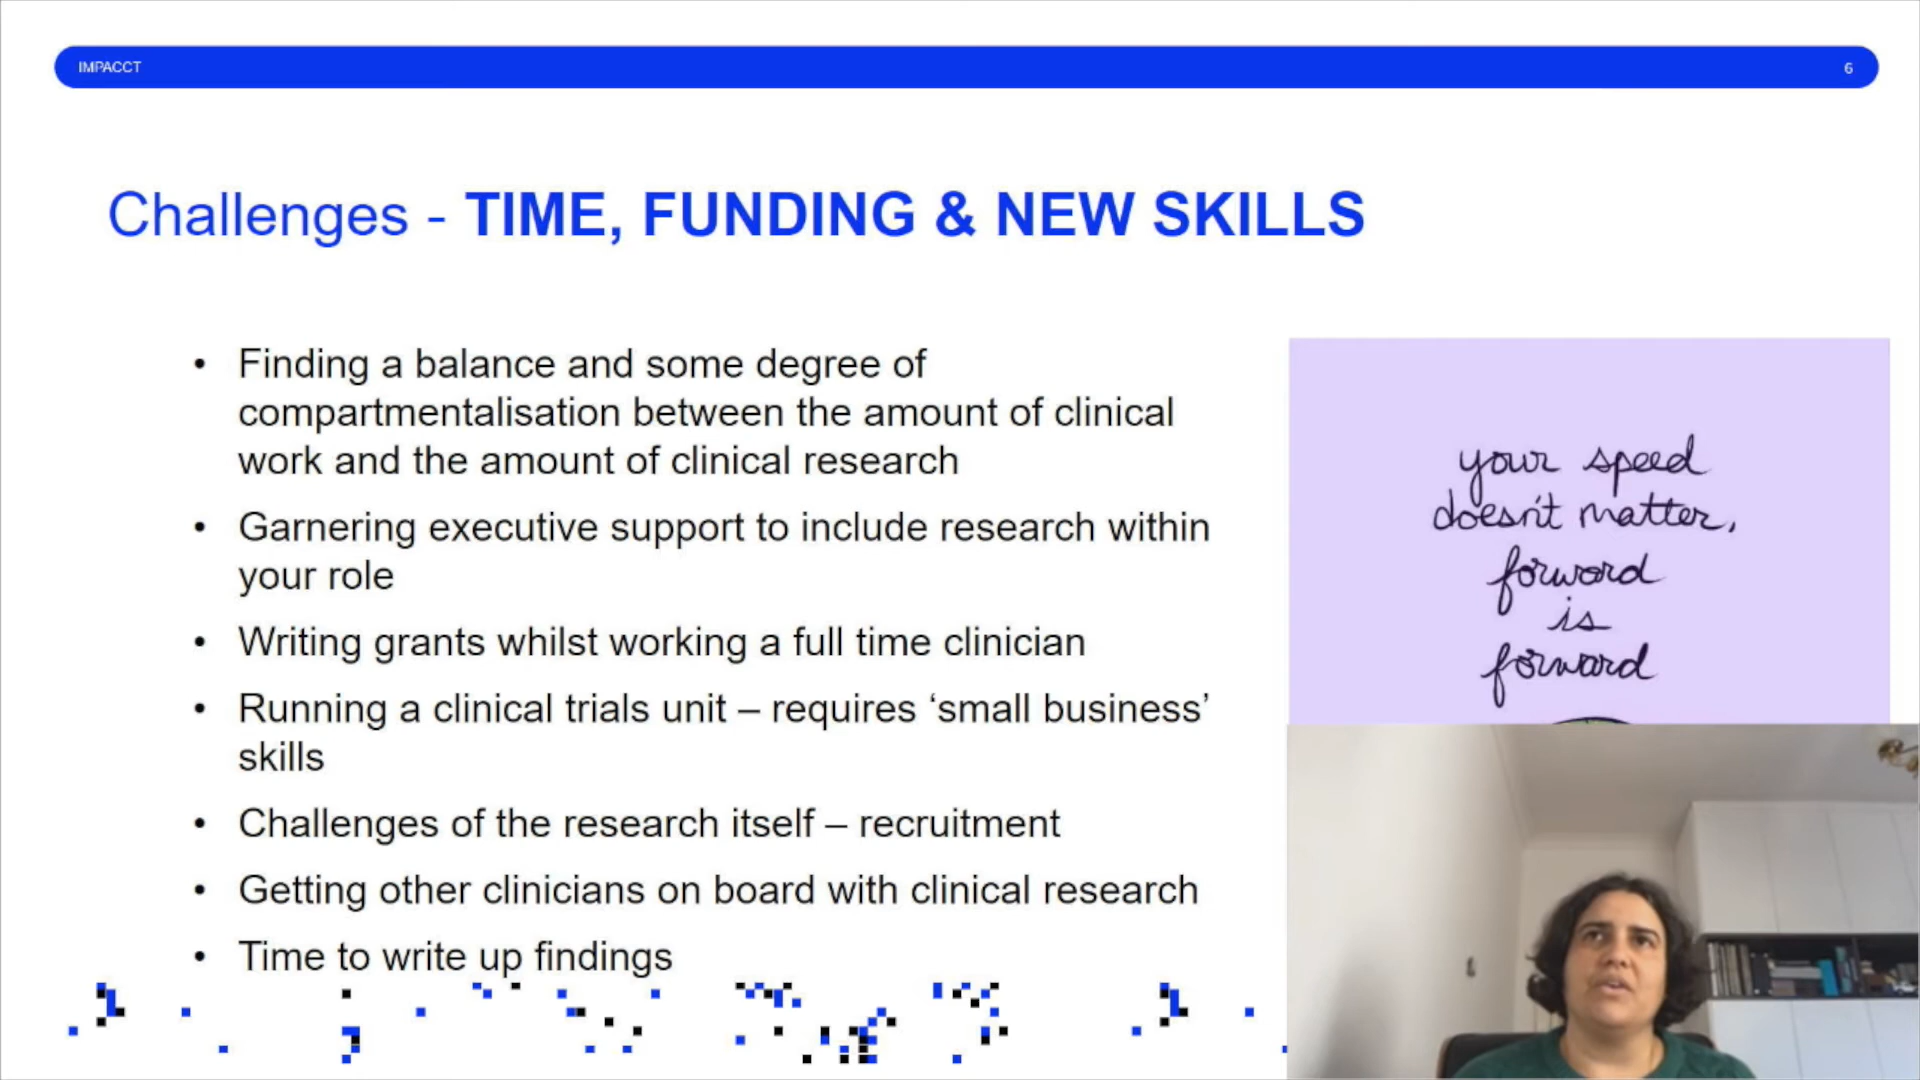 IMPACCT
6
Challenges - TIME, FUNDING & NEW SKILLS
• Finding a balance and some degree of
compartmentalisation between the amount of clinical
work and the amount of clinical research
• Garnering executive support to include research within
your role
• Writing grants whilst working a full time clinician
• Running a clinical trials unit – requires ‘small business’
skills
• Challenges of the research itself – recruitment
• Getting other clinicians on board with clinical research
• Time to write up findings
your speed
doesn't matter,
forward
is
forward